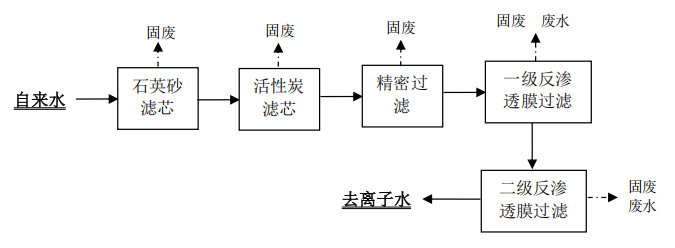 固废
固废
固废
固废 废水
自来水
石英砂
滤芯
活性炭
滤芯
精密过
滤
一级反渗
透膜过滤
去离子水
二级反渗
透膜过滤
固废
废水